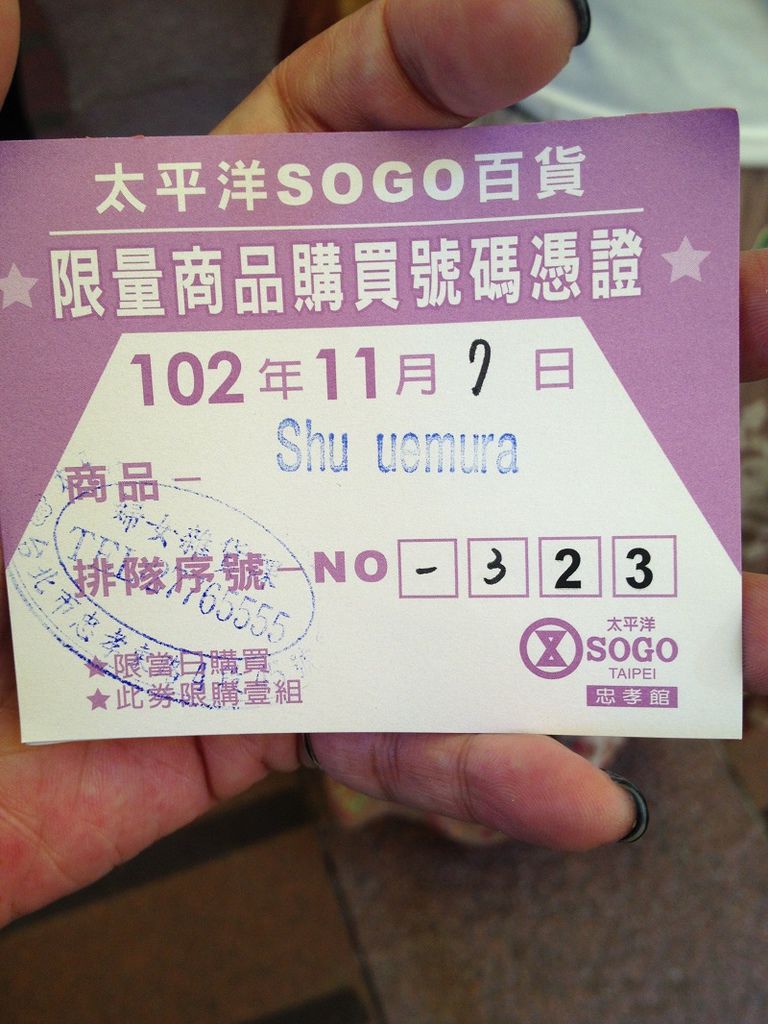 太平洋SOGO百貨
限量商品購買號碼憑證
102年11月7日
Shu uemura
商品－
排隊序號－NO - 3 2 3
★限當日購買
★此券限購壹組
太平洋
SOGO
TAIPEI
忠孝館